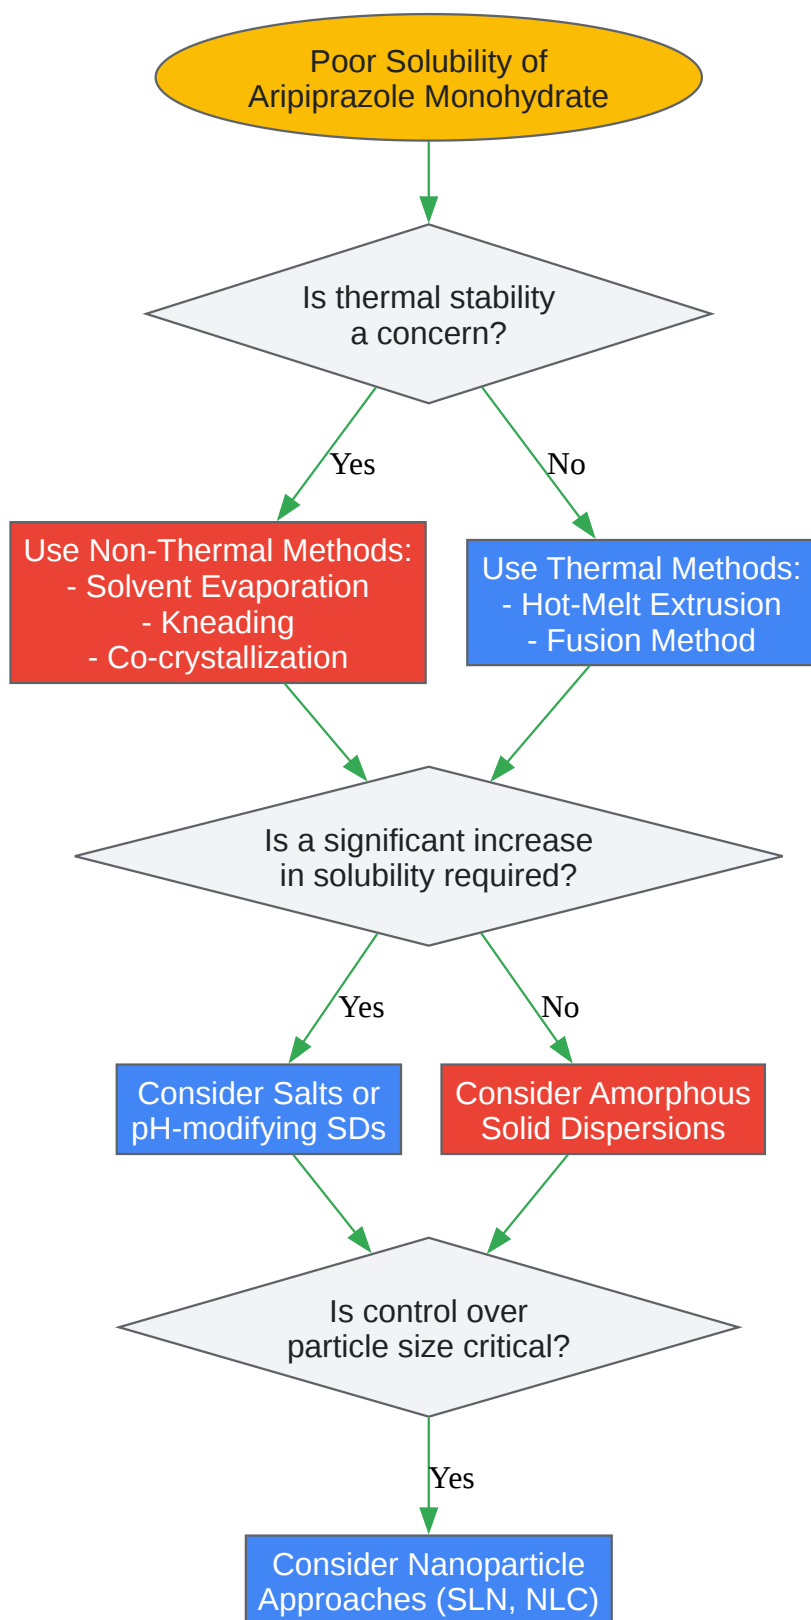 Poor Solubility of
Aripiprazole Monohydrate
Is thermal stability
a concern?
Yes
No
Use Non-Thermal Methods:
- Solvent Evaporation
- Kneading
- Co-crystallization
Use Thermal Methods:
- Hot-Melt Extrusion
- Fusion Method
Is a significant increase
in solubility required?
Yes
No
Consider Salts or
pH-modifying SDs
Consider Amorphous
Solid Dispersions
Is control over
particle size critical?
Yes
Consider Nanoparticle
Approaches (SLN, NLC)